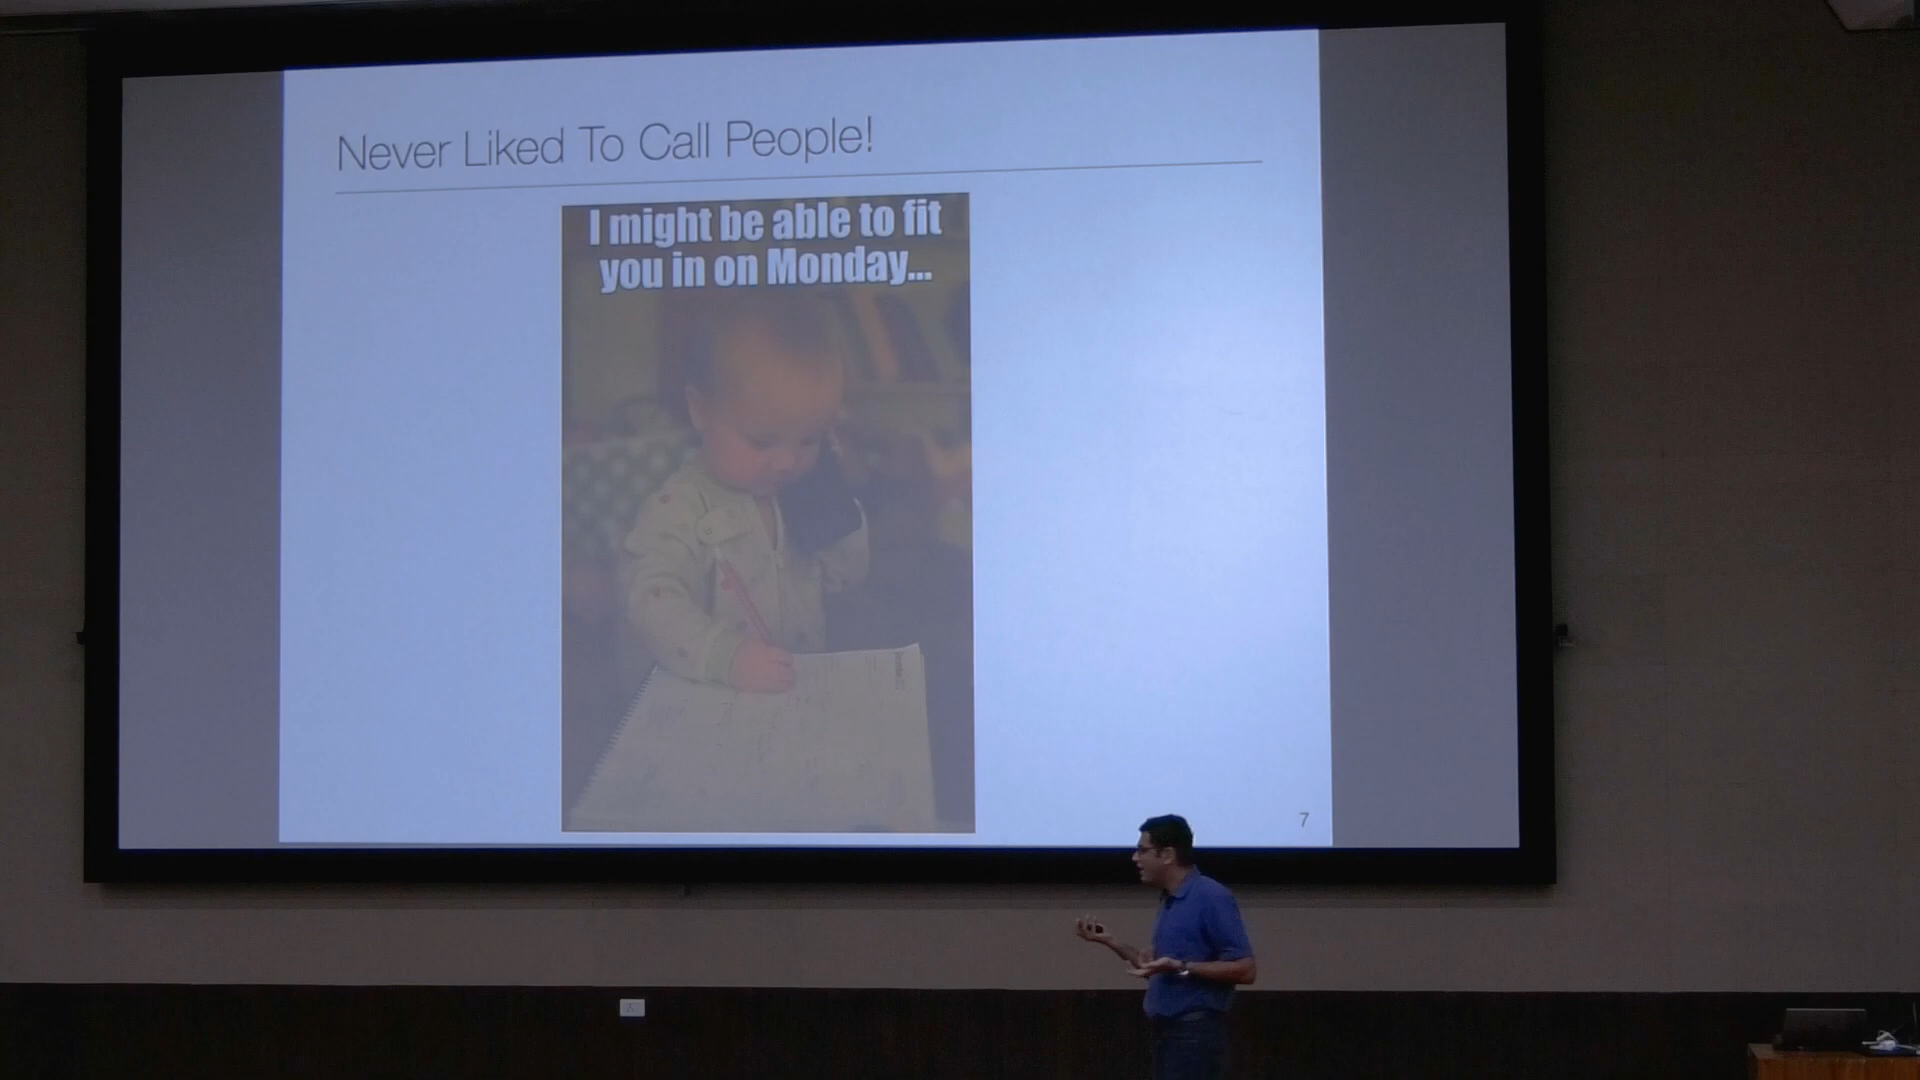 Never Liked To Call People!
I might be able to fit
you in on Monday...
7